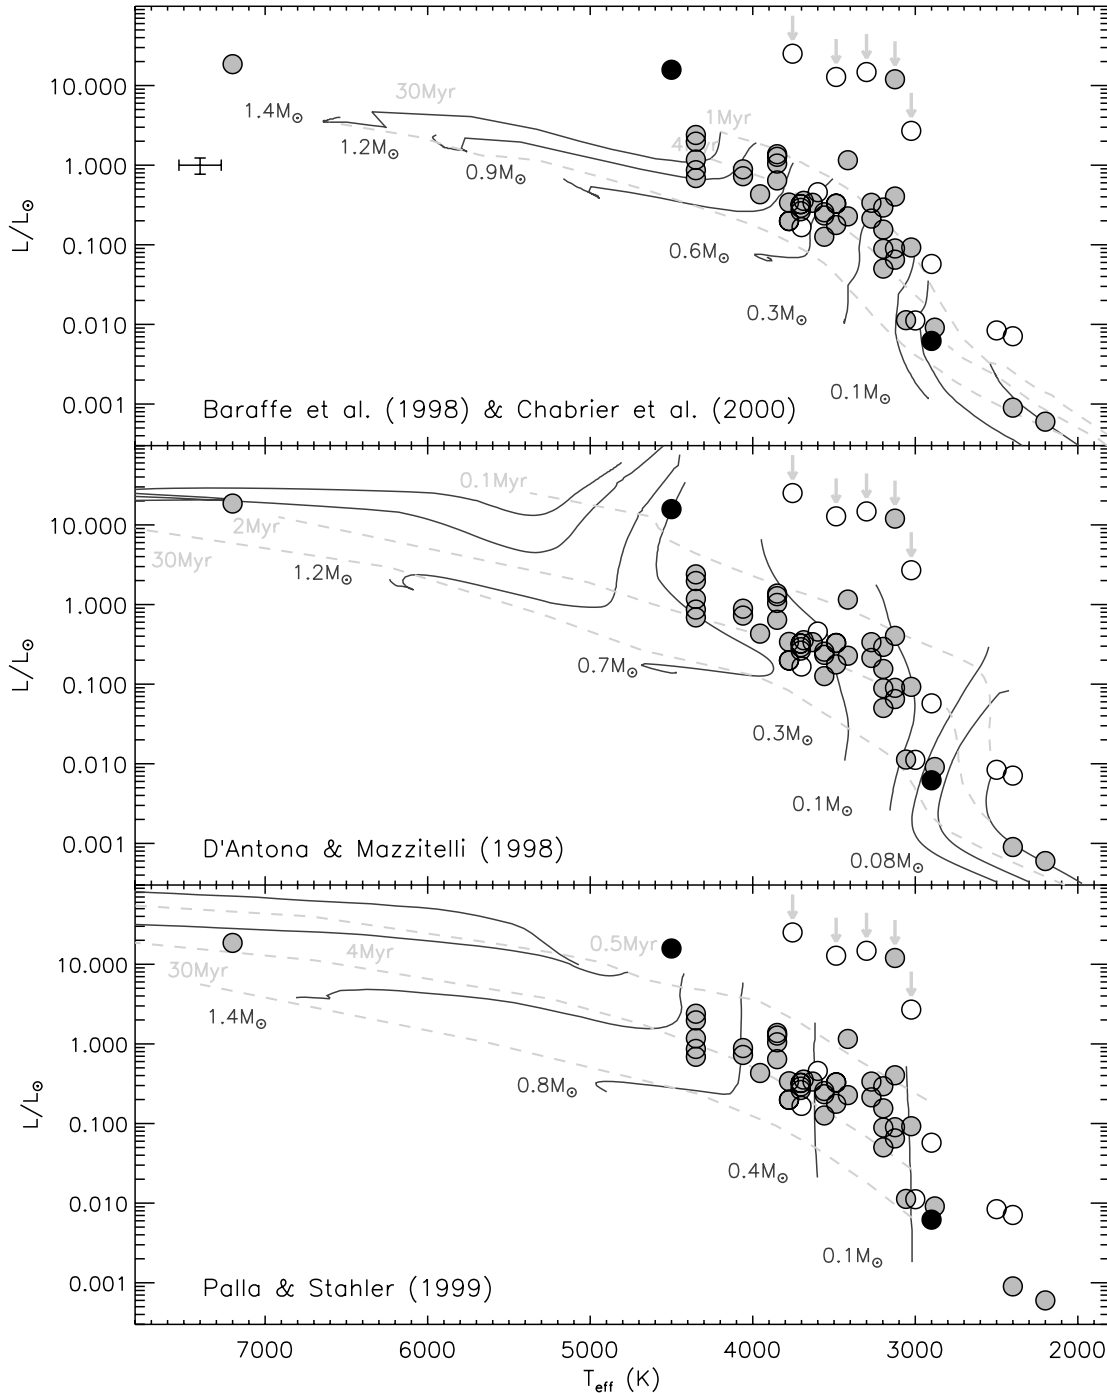 10.000
1.000
0.100
0.010
0.001
L/L⊙
30Myr
1Myr
4
1.4M⊙
1.2M⊙
0.9M⊙
0.6M⊙
0.3M⊙
0.1M⊙
Baraffe et al. (1998) & Chabrier et al. (2000)
10.000
1.000
0.100
0.010
0.001
L/L⊙
0.1Myr
2Myr
30Myr
1.2M⊙
0.7M⊙
0.3M⊙
0.1M⊙
0.08M⊙
D'Antona & Mazzitelli (1998)
10.000
1.000
0.100
0.010
0.001
L/L⊙
0.5Myr
4Myr
30Myr
1.4M⊙
0.8M⊙
0.4M⊙
0.1M⊙
Palla & Stahler (1999)
7000 6000 5000 4000 3000 2000
Teff (K)